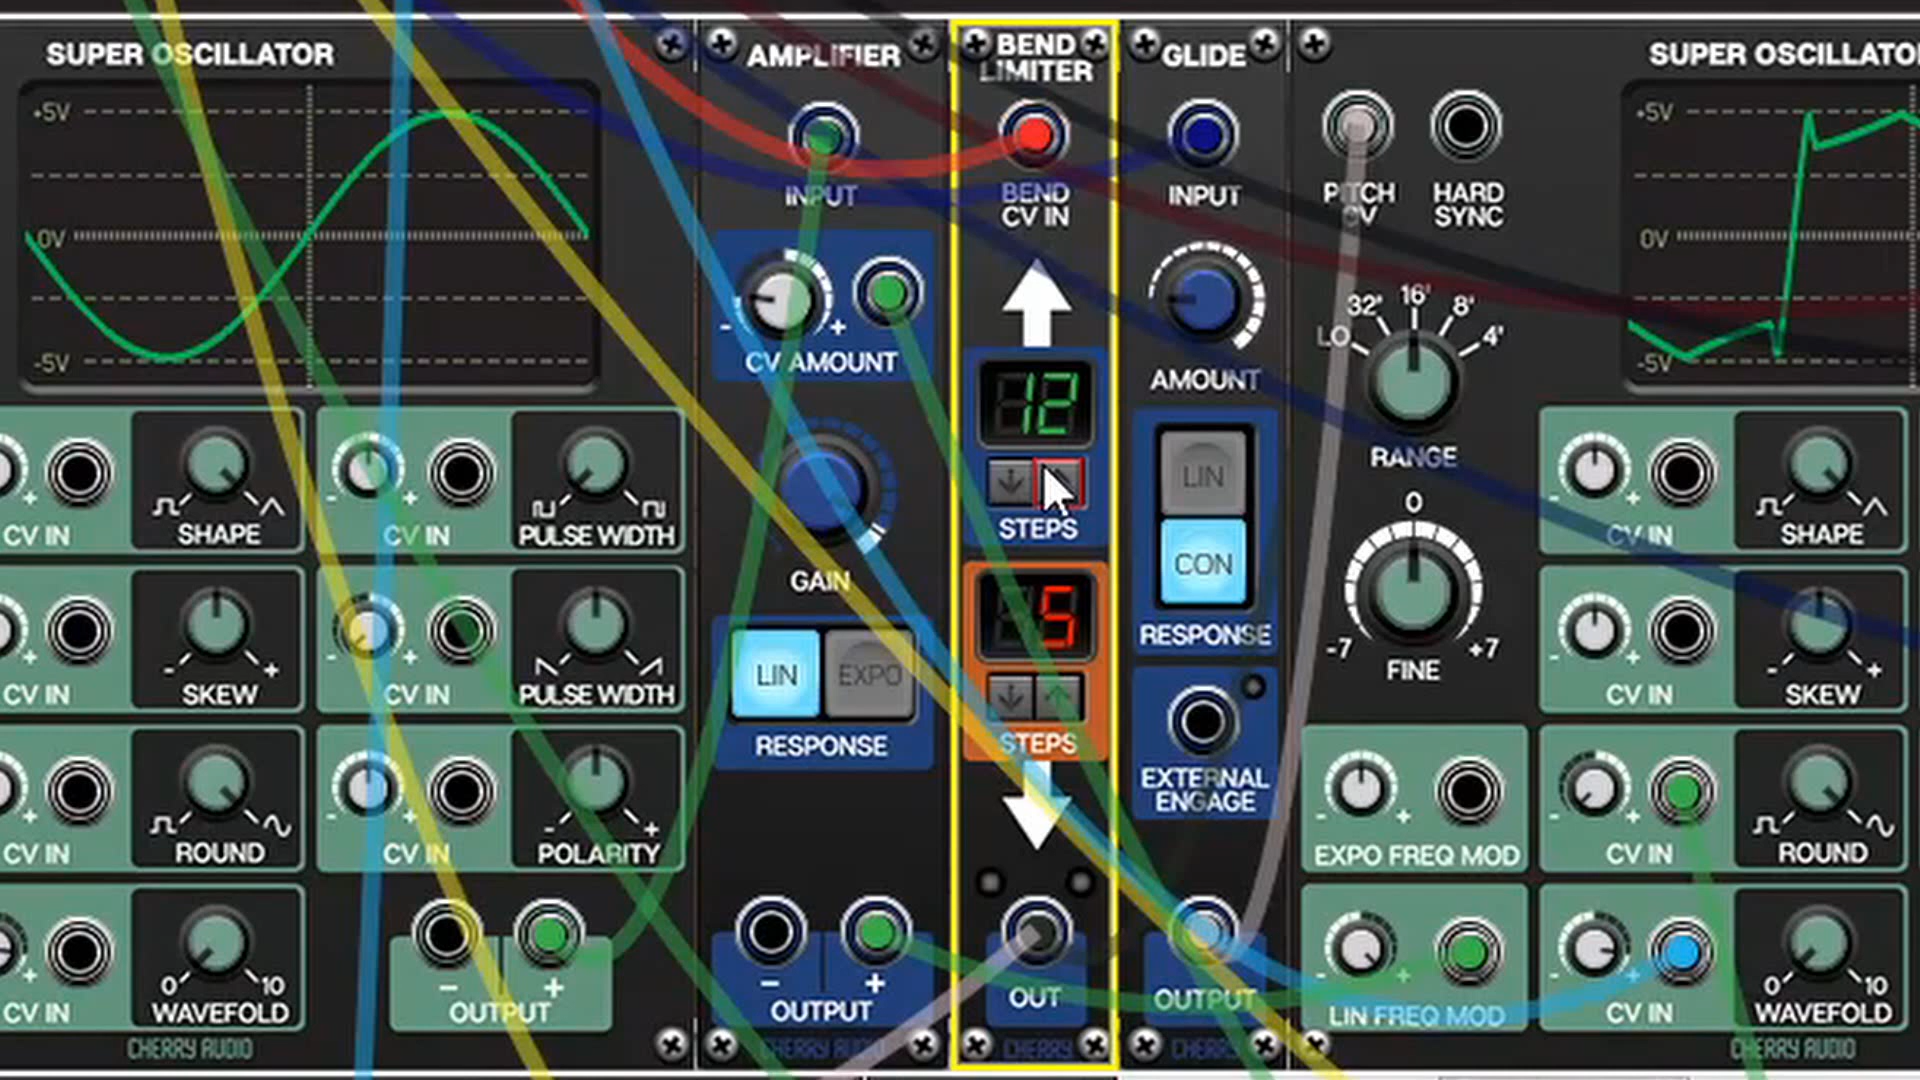 SUPER OSCILLATOR
+5V
0V
-5V
CV IN
SHAPE
CV IN
PULSE WIDTH
CV IN
- SKEW +
CV IN
PULSE WIDTH
CV IN
ROUND
CV IN
- POLARITY +
CV IN
0 10
WAVEFOLD
- +
OUTPUT
CHERRY AUDIO
AMPLIFIER
INPUT
- +
CV AMOUNT
GAIN
LIN EXPO
RESPONSE
- +
OUTPUT
CHERRY AUDIO
BEND
LIMITER
BEND
CV IN
12
STEPS
5
STEPS
OUT
CHERRY
GLIDE
INPUT
AMOUNT
LIN
CON
RESPONSE
EXTERNAL
ENGAGE
OUTPUT
CHERRY
PITCH
CV
HARD
SYNC
LO 32' 16' 8' 4'
RANGE
0
-7 +7
FINE
- +
EXPO FREQ MOD
- +
LIN FREQ MOD
SUPER OSCILLATO
+5V
0V
-5V
- +
CV IN
SHAPE
- +
CV IN
- SKEW +
- +
CV IN
ROUND
- +
CV IN
0 10
WAVEFOLD
CHERRY AUDIO